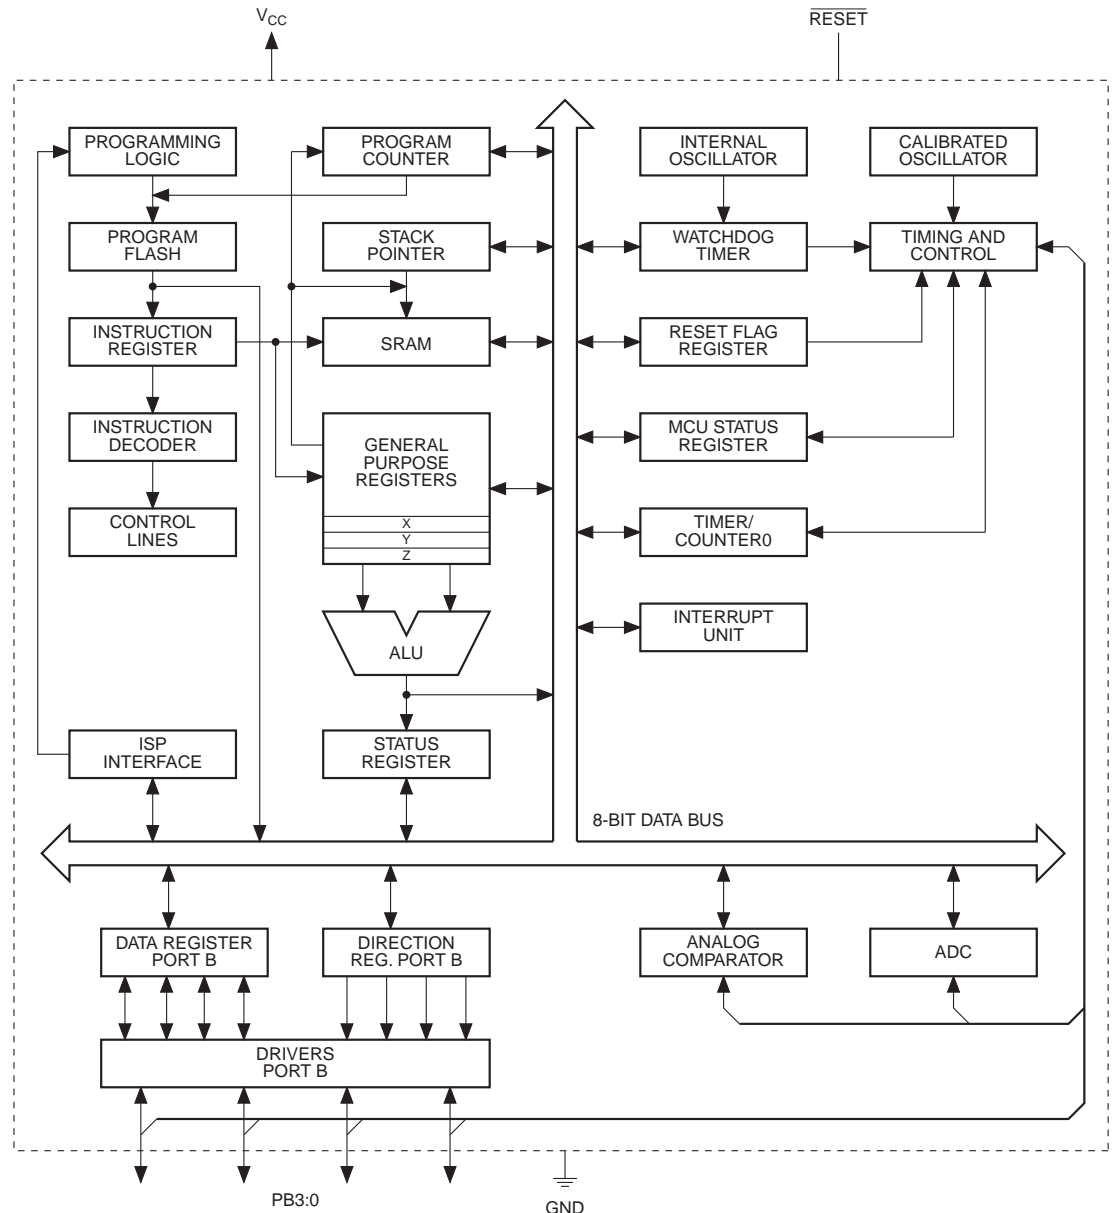 VCC
RESET
PROGRAMMING
LOGIC
PROGRAM
COUNTER
INTERNAL
OSCILLATOR
CALIBRATED
OSCILLATOR
PROGRAM
FLASH
STACK
POINTER
WATCHDOG
TIMER
TIMING AND
CONTROL
INSTRUCTION
REGISTER
SRAM
RESET FLAG
REGISTER
INSTRUCTION
DECODER
GENERAL
PURPOSE
REGISTERS
X
Y
Z
MCU STATUS
REGISTER
CONTROL
LINES
TIMER/
COUNTER0
ALU
INTERRUPT
UNIT
ISP
INTERFACE
STATUS
REGISTER
8-BIT DATA BUS
DATA REGISTER
PORT B
DIRECTION
REG. PORT B
ANALOG
COMPARATOR
ADC
DRIVERS
PORT B
PB3:0
GND